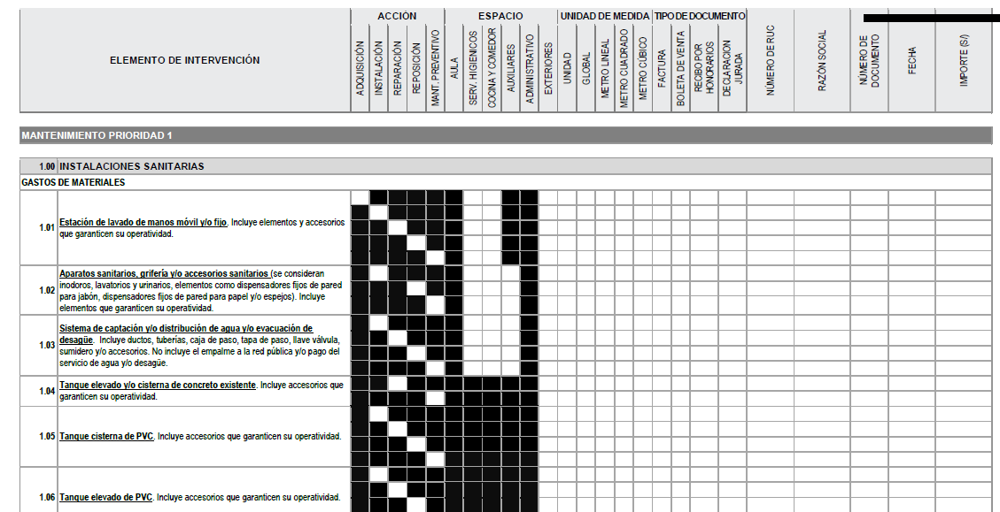 ACCIÓN ESPACIO UNIDAD DE MEDIDA TIPO DE DOCUMENTO
ELEMENTO DE INTERVENCIÓN
ADQUISICIÓN
INSTALACIÓN
REPARACIÓN
REPOSICIÓN
MANT. PREVENTIVO
AULA
SERV. HIGIENICOS
COCINA Y COMEDOR
AUXILIARES
ADMINISTRATIVO
EXTERIORES
UNIDAD
GLOBAL
METRO LINEAL
METRO CUADRADO
METRO CÚBICO
FACTURA
BOLETA DE VENTA
RECIBO POR
HONORARIOS
DECLARACION
JURADA
NÚMERO DE RUC
RAZÓN SOCIAL
NÚMERO DE
DOCUMENTO
FECHA
IMPORTE (S/)
MANTENIMIENTO PRIORIDAD 1
1.00 INSTALACIONES SANITARIAS
GASTOS DE MATERIALES
1.01 Estación de lavado de manos móvil y/o fijo. Incluye elementos y accesorios
que garanticen su operatividad.
Aparatos sanitarios, grifería y/o accesorios sanitarios (se consideran
inodoros, lavatorios y urinarios, elementos como dispensadores fijos de pared
1.02 para jabón, dispensadores fijos de pared para papel y/o espejos). Incluye
elementos que garanticen su operatividad.
Sistema de captación y/o distribución de agua y/o evacuación de
desagüe. Incluye ductos, tuberías, caja de paso, tapa de paso, llave válvula,
1.03 sumidero y/o accesorios. No incluye el empalme a la red pública y/o pago del
servicio de agua y/o desagüe.
1.04 Tanque elevado y/o cisterna de concreto existente. Incluye accesorios que
garanticen su operatividad.
1.05 Tanque cisterna de PVC. Incluye accesorios que garanticen su operatividad.
1.06 Tanque elevado de PVC. Incluye accesorios que garanticen su operatividad.